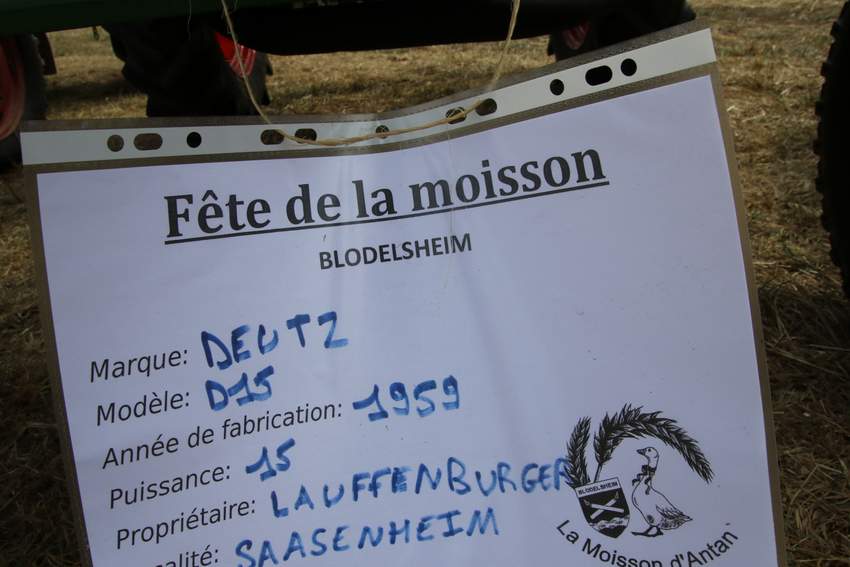 Fête de la moisson
BLODELSHEIM
Marque: DEUTZ
Modèle: D15
Année de fabrication: 1959
Puissance: 15
Propriétaire: LAUFFENBURGER
alité: SAASENHEIM
BLODELSHEIM
La Moisson d'Antan